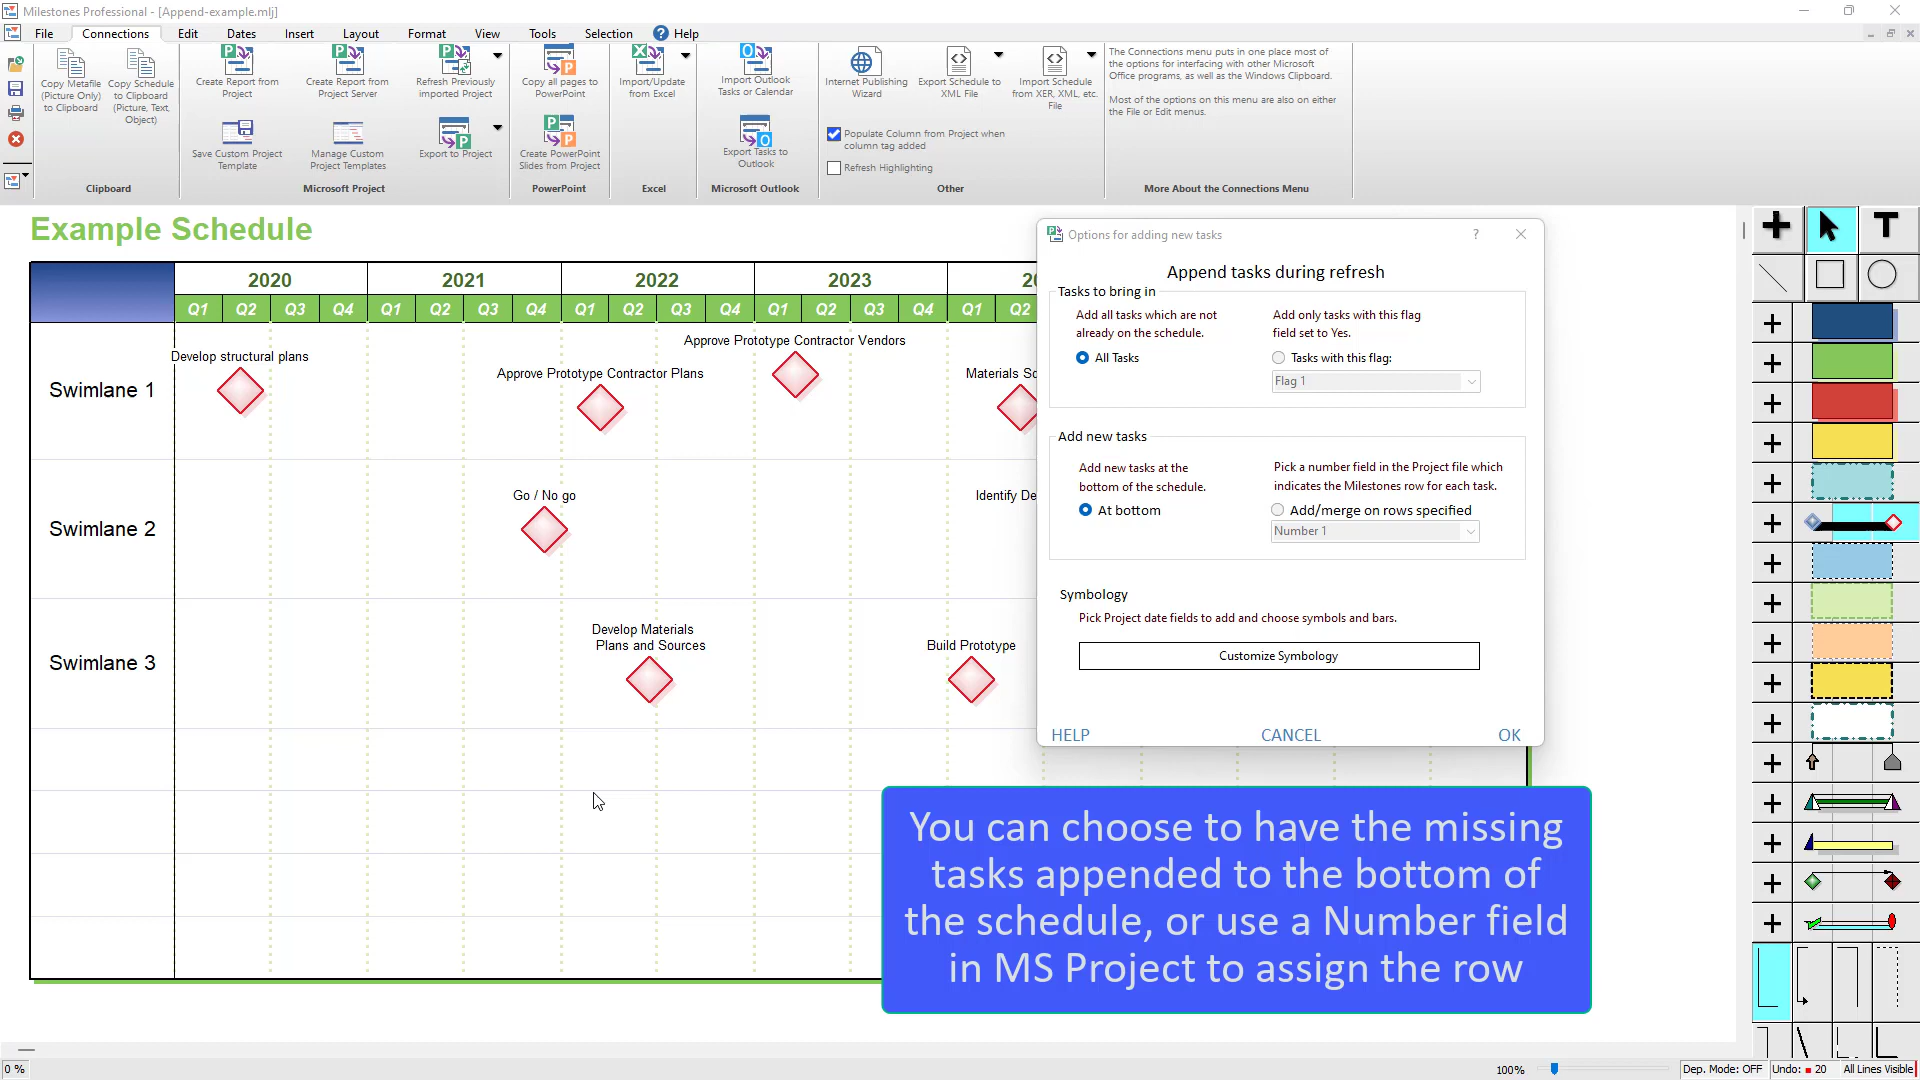 Milestones Professional - [Append-example.mlj]
File Connections Edit Dates Insert Layout Format View Tools Selection Help
Copy Metafile
(Picture Only)
to Clipboard
Copy Schedule
to Clipboard
(Picture, Text,
Object)
Clipboard
Create Report from
Project
Create Report from
Project Server
Refresh Previously
imported Project
Save Custom Project
Template
Manage Custom
Project Templates
Export to Project
Microsoft Project
Copy all pages to
PowerPoint
Create PowerPoint
Slides from Project
PowerPoint
Import/Update
from Excel
Excel
Import Outlook
Tasks or Calendar
Export Tasks to
Outlook
Microsoft Outlook
Internet Publishing
Wizard
Export Schedule to
XML File
Import Schedule
from XER, XML, etc.
File
Populate Column from Project when
column tag added
Refresh Highlighting
Other
The Connections menu puts in one place most of
the options for interfacing with other Microsoft
Office programs, as well as the Windows Clipboard.
Most of the options on this menu are also on either
the File or Edit menus.
More About the Connections Menu
Example Schedule
2020 2021 2022 2023 20
Q1 Q2 Q3 Q4 Q1 Q2 Q3 Q4 Q1 Q2 Q3 Q4 Q1 Q2 Q3 Q4 Q1 Q2
Swimlane 1
Develop structural plans
Approve Prototype Contractor Plans
Approve Prototype Contractor Vendors
Materials So
Swimlane 2
Go / No go
Identify De
Swimlane 3
Develop Materials
Plans and Sources
Build Prototype
Options for adding new tasks
?
Append tasks during refresh
Tasks to bring in
Add all tasks which are not
already on the schedule.
All Tasks
Add only tasks with this flag
field set to Yes.
Tasks with this flag:
Flag 1
Add new tasks
Add new tasks at the
bottom of the schedule.
At bottom
Pick a number field in the Project file which
indicates the Milestones row for each task.
Add/merge on rows specified
Number 1
Symbology
Pick Project date fields to add and choose symbols and bars.
Customize Symbology
HELP CANCEL OK
You can choose to have the missing
tasks appended to the bottom of
the schedule, or use a Number field
in MS Project to assign the row
T
0 %
100%
Dep. Mode: OFF
Undo: 20
All Lines Visible